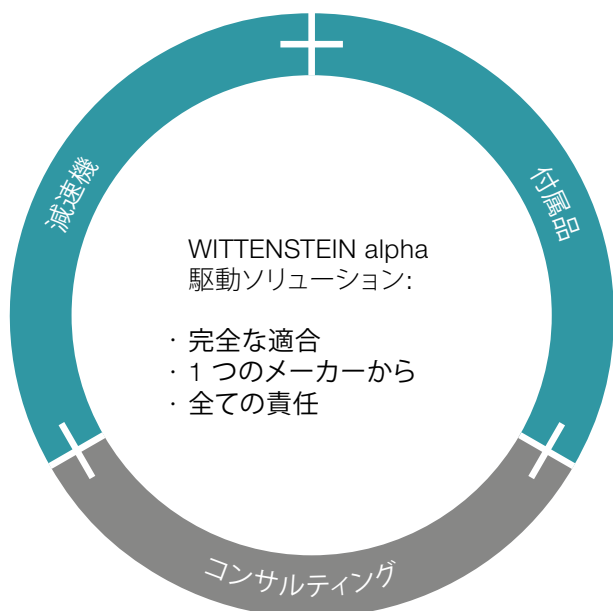 減速機
付属品
WITTENSTEIN alpha
駆動ソリューション:
· 完全な適合
· 1 つのメーカーから
· 全ての責任
コンサルティング